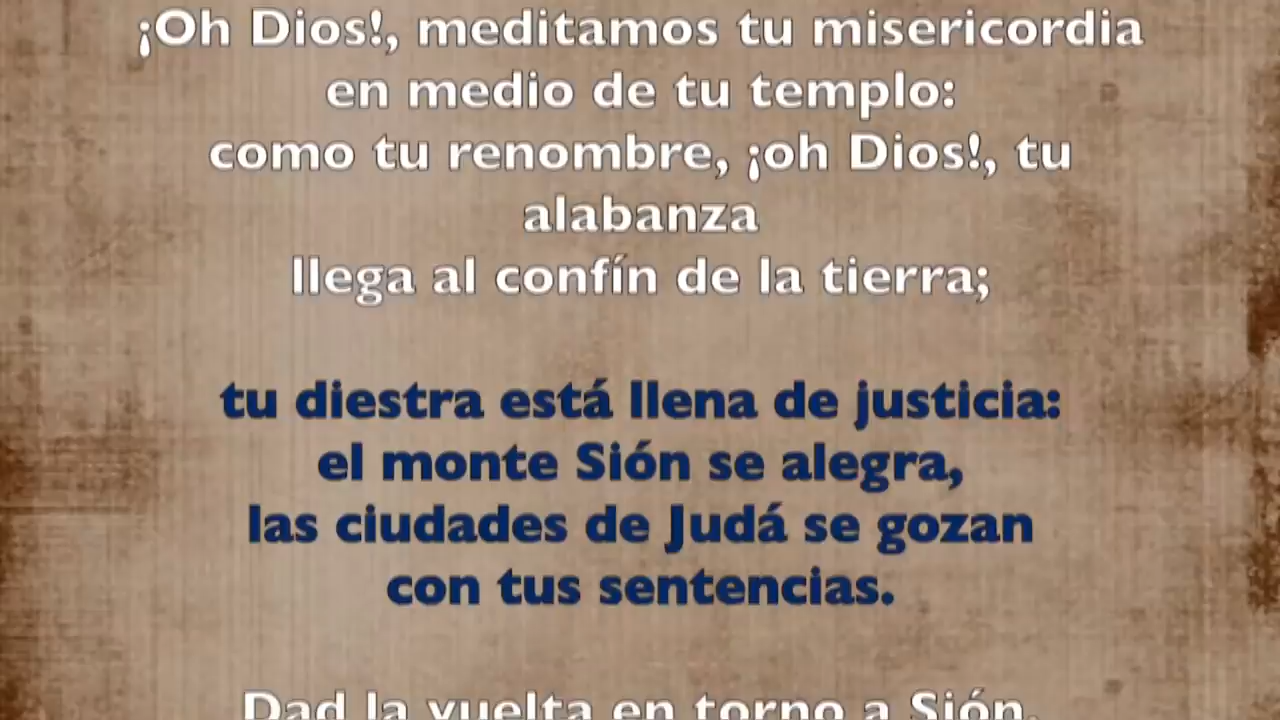 ¡Oh Dios!, meditamos tu misericordia
en medio de tu templo:
como tu renombre, ¡oh Dios!, tu
alabanza
llega al confín de la tierra;
tu diestra está llena de justicia:
el monte Sión se alegra,
las ciudades de Judá se gozan
con tus sentencias.
Dad la vuelta en torno a Sión,